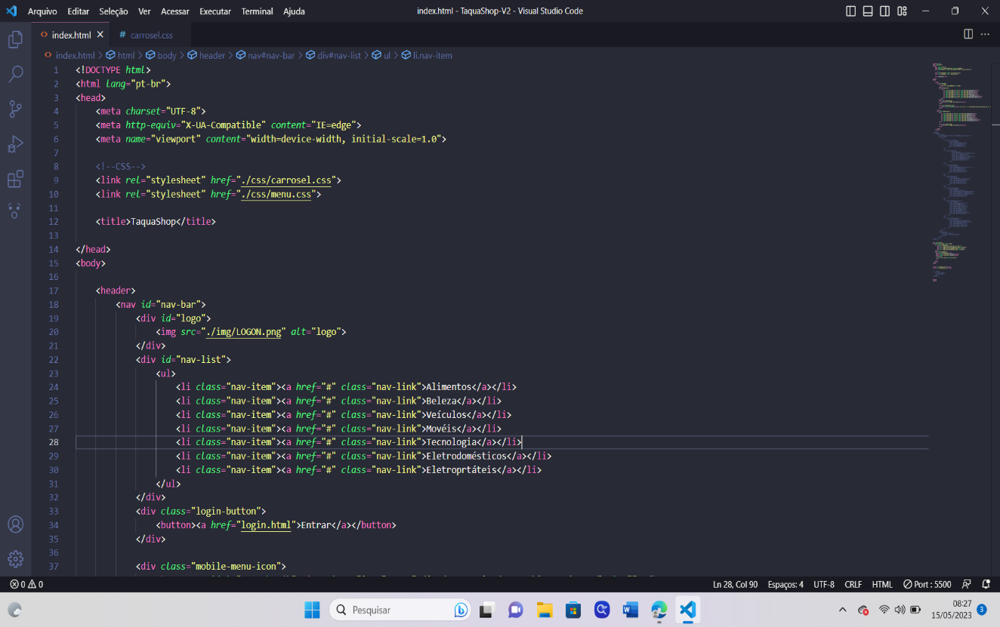 Arquivo Editar Seleção Ver Acessar Executar Terminal Ajuda
index.html - TaquaShop-V2 - Visual Studio Code
index.html
# carrosel.css
index.html > html > body > header > nav#nav-bar > div#nav-list > ul > li.nav-item
1 <!DOCTYPE html>
2 <html lang="pt-br">
3 <head>
4 <meta charset="UTF-8">
5 <meta http-equiv="X-UA-Compatible" content="IE=edge">
6 <meta name="viewport" content="width=device-width, initial-scale=1.0">
7
8 <!--CSS-->
9 <link rel="stylesheet" href="./css/carrosel.css">
10 <link rel="stylesheet" href="./css/menu.css">
11
12 <title>TaquaShop</title>
13
14 </head>
15 <body>
16
17 <header>
18 <nav id="nav-bar">
19 <div id="logo">
20 <img src="./img/LOGON.png" alt="logo">
21 </div>
22 <div id="nav-list">
23 <ul>
24 <li class="nav-item"><a href="#" class="nav-link">Alimentos</a></li>
25 <li class="nav-item"><a href="#" class="nav-link">Beleza</a></li>
26 <li class="nav-item"><a href="#" class="nav-link">Veículos</a></li>
27 <li class="nav-item"><a href="#" class="nav-link">Movéis</a></li>
28 <li class="nav-item"><a href="#" class="nav-link">Tecnologia</a></li>
29 <li class="nav-item"><a href="#" class="nav-link">Eletrodomésticos</a></li>
30 <li class="nav-item"><a href="#" class="nav-link">Eletroprtáteis</a></li>
31 </ul>
32 </div>
33 <div class="login-button">
34 <button><a href="login.html">Entrar</a></button>
35 </div>
36
37 <div class="mobile-menu-icon">
0 0
Ln 28, Col 90 Espaços: 4 UTF-8 CRLF HTML Port : 5500
Pesquisar
08:27
15/05/2023
3